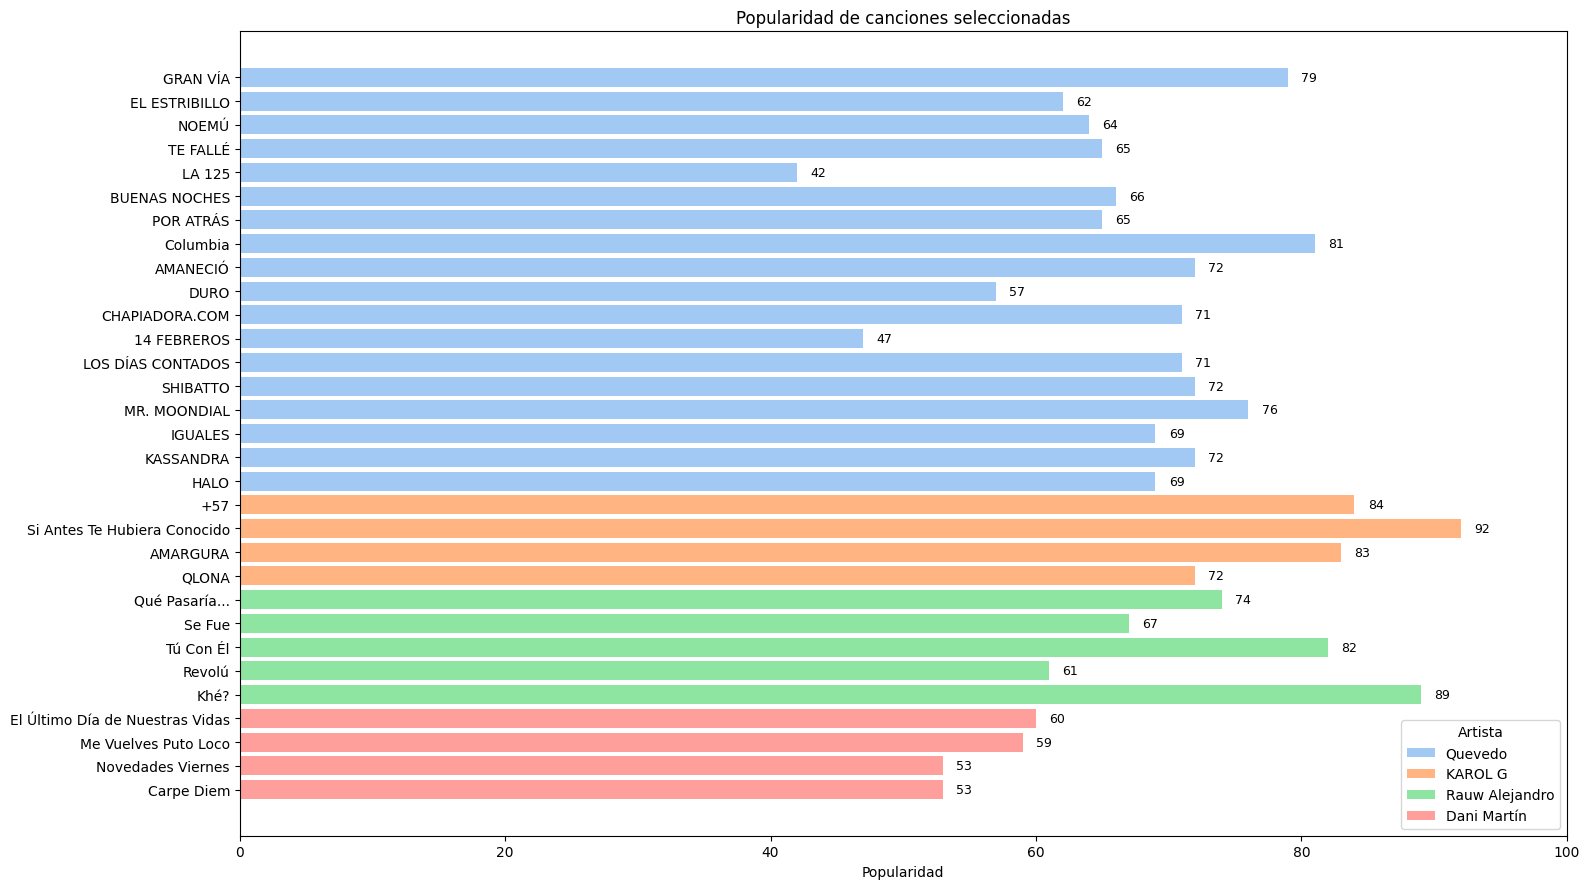 Popularidad de canciones seleccionadas
GRAN VÍA 79
EL ESTRIBILLO 62
NOEMÚ 64
TE FALLÉ 65
LA 125 42
BUENAS NOCHES 66
POR ATRÁS 65
Columbia 81
AMANECIÓ 72
DURO 57
CHAPIADORA.COM 71
14 FEBREROS 47
LOS DÍAS CONTADOS 71
SHIBATTO 72
MR. MOONDIAL 76
IGUALES 69
KASSANDRA 72
HALO 69
+57 84
Si Antes Te Hubiera Conocido 92
AMARGURA 83
QLONA 72
Qué Pasaría... 74
Se Fue 67
Tú Con Él 82
Revolú 61
Khé? 89
El Último Día de Nuestras Vidas 60
Me Vuelves Puto Loco 59
Novedades Viernes 53
Carpe Diem 53
Artista
Quevedo
KAROL G
Rauw Alejandro
Dani Martín
0 20 40 60 80 100
Popularidad